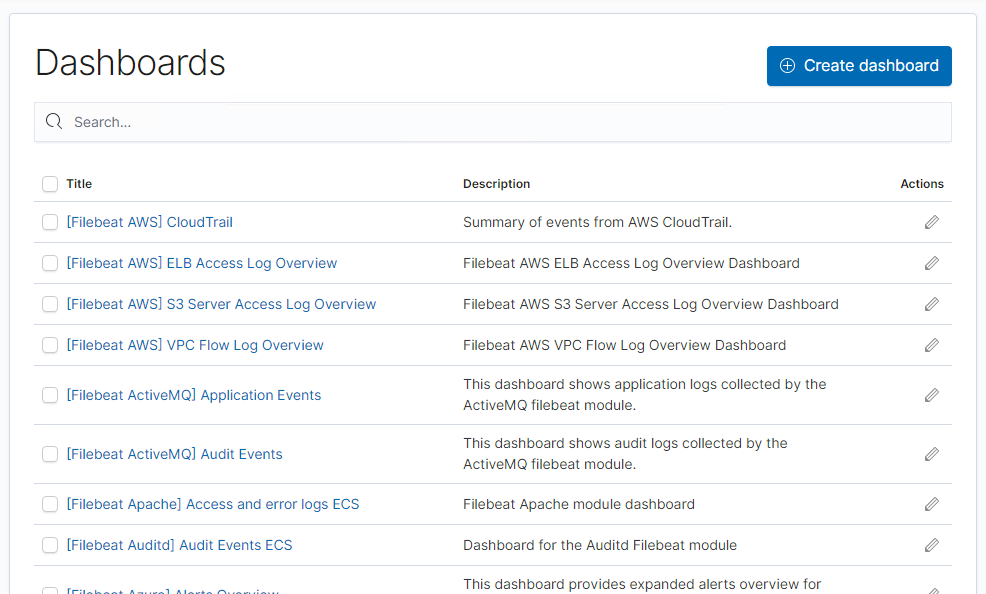 Dashboards
Create dashboard
Search...
Title Description Actions
[Filebeat AWS] CloudTrail Summary of events from AWS CloudTrail.
[Filebeat AWS] ELB Access Log Overview Filebeat AWS ELB Access Log Overview Dashboard
[Filebeat AWS] S3 Server Access Log Overview Filebeat AWS S3 Server Access Log Overview Dashboard
[Filebeat AWS] VPC Flow Log Overview Filebeat AWS VPC Flow Log Overview Dashboard
[Filebeat ActiveMQ] Application Events This dashboard shows application logs collected by the
ActiveMQ filebeat module.
[Filebeat ActiveMQ] Audit Events This dashboard shows audit logs collected by the
ActiveMQ filebeat module.
[Filebeat Apache] Access and error logs ECS Filebeat Apache module dashboard
[Filebeat Auditd] Audit Events ECS Dashboard for the Auditd Filebeat module
[Filebeat Azure] Alerts Overview This dashboard provides expanded alerts overview for